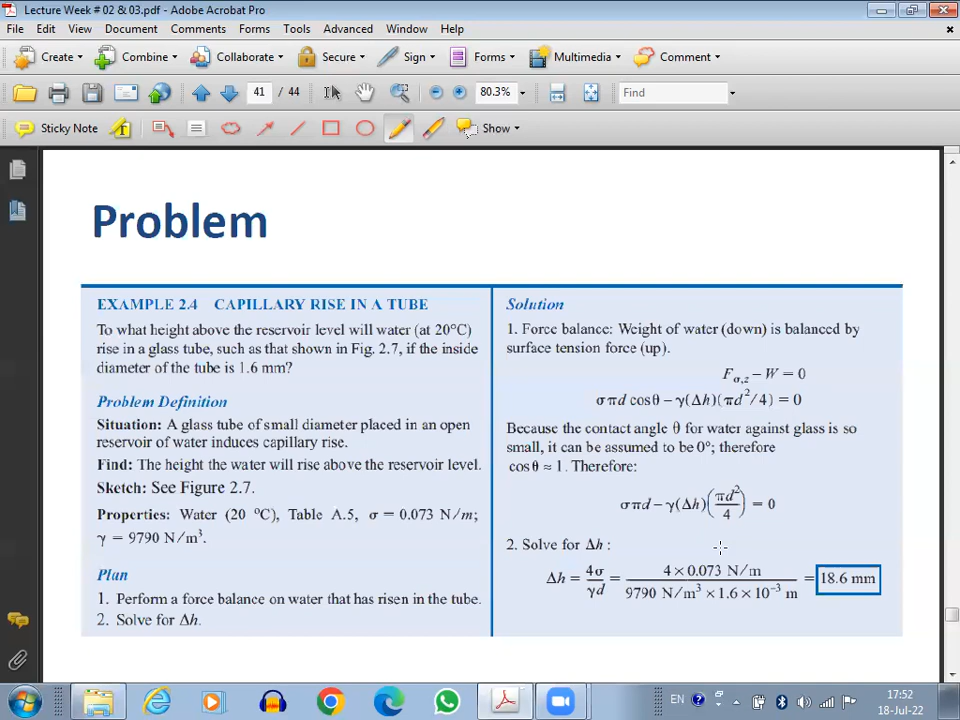 Lecture Week # 02 & 03.pdf - Adobe Acrobat Pro
File Edit View Document Comments Forms Tools Advanced Window Help
Create Combine Collaborate Secure Sign Forms Multimedia Comment
41 / 44 80.3% Find
Sticky Note Show
Problem
EXAMPLE 2.4 CAPILLARY RISE IN A TUBE
To what height above the reservoir level will water (at 20°C)
rise in a glass tube, such as that shown in Fig. 2.7, if the inside
diameter of the tube is 1.6 mm?
Problem Definition
Situation: A glass tube of small diameter placed in an open
reservoir of water induces capillary rise.
Find: The height the water will rise above the reservoir level.
Sketch: See Figure 2.7.
Properties: Water (20 °C), Table A.5, σ = 0.073 N/m;
γ = 9790 N/m³.
Plan
1. Perform a force balance on water that has risen in the tube.
2. Solve for Δh.
Solution
1. Force balance: Weight of water (down) is balanced by
surface tension force (up).
F_σ,z − W = 0
σπd cosθ − γ(Δh)(πd²/4) = 0
Because the contact angle θ for water against glass is so
small, it can be assumed to be 0°; therefore
cosθ ≈ 1. Therefore:
σπd − γ(Δh)(πd²/4) = 0
2. Solve for Δh :
Δh = 4σ/γd = 4 × 0.073 N/m / 9790 N/m³ × 1.6 × 10⁻³ m = 18.6 mm
EN 17:52
18-Jul-22